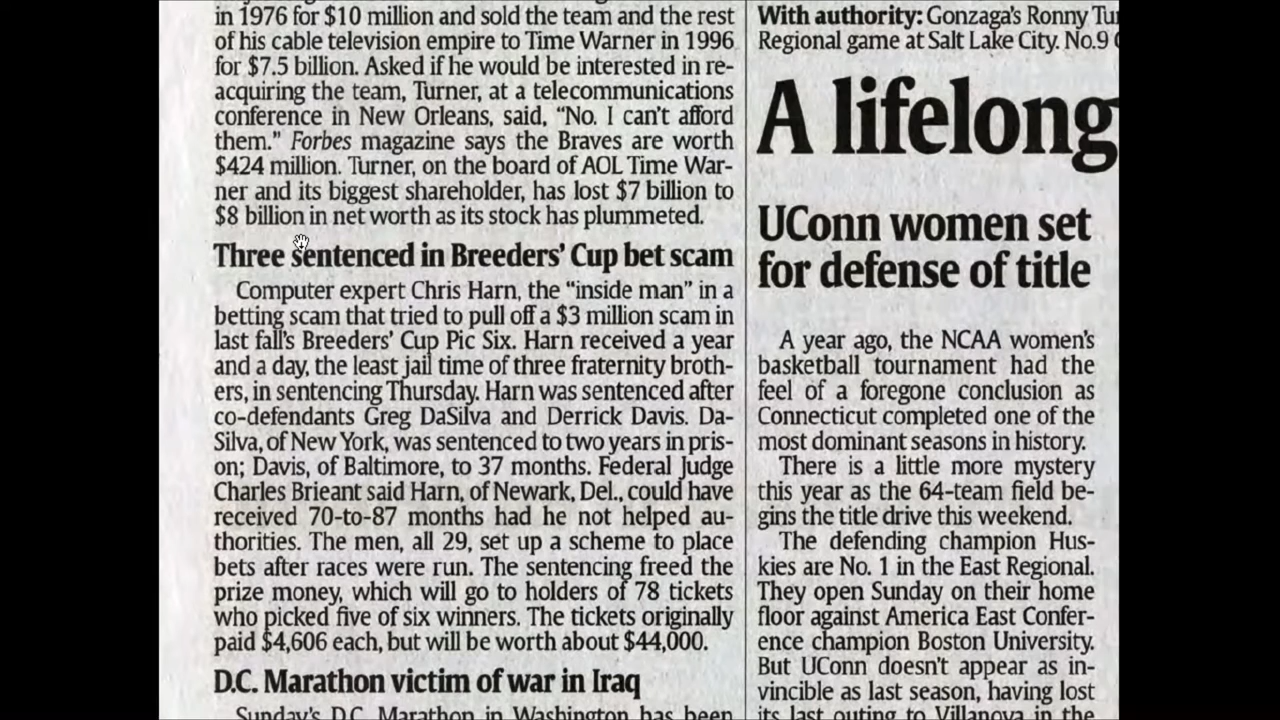 in 1976 for $10 million and sold the team and the rest
of his cable television empire to Time Warner in 1996
for $7.5 billion. Asked if he would be interested in re-
acquiring the team, Turner, at a telecommunications
conference in New Orleans, said, “No. I can’t afford
them.” Forbes magazine says the Braves are worth
$424 million. Turner, on the board of AOL Time War-
ner and its biggest shareholder, has lost $7 billion to
$8 billion in net worth as its stock has plummeted.
Three sentenced in Breeders’ Cup bet scam
Computer expert Chris Harn, the “inside man” in a
betting scam that tried to pull off a $3 million scam in
last fall’s Breeders’ Cup Pic Six. Harn received a year
and a day, the least jail time of three fraternity broth-
ers, in sentencing Thursday. Harn was sentenced after
co-defendants Greg DaSilva and Derrick Davis. Da-
Silva, of New York, was sentenced to two years in pris-
on; Davis, of Baltimore, to 37 months. Federal Judge
Charles Brieant said Harn, of Newark, Del., could have
received 70-to-87 months had he not helped au-
thorities. The men, all 29, set up a scheme to place
bets after races were run. The sentencing freed the
prize money, which will go to holders of 78 tickets
who picked five of six winners. The tickets originally
paid $4,606 each, but will be worth about $44,000.
D.C. Marathon victim of war in Iraq
Sunday’s D.C. Marathon in Washington has been
With authority: Gonzaga’s Ronny Tu
Regional game at Salt Lake City. No.9
A lifelong
UConn women set
for defense of title
A year ago, the NCAA women’s
basketball tournament had the
feel of a foregone conclusion as
Connecticut completed one of the
most dominant seasons in history.
There is a little more mystery
this year as the 64-team field be-
gins the title drive this weekend.
The defending champion Hus-
kies are No. 1 in the East Regional.
They open Sunday on their home
floor against America East Confer-
ence champion Boston University.
But UConn doesn’t appear as in-
vincible as last season, having lost
its last outing to Villanova in the